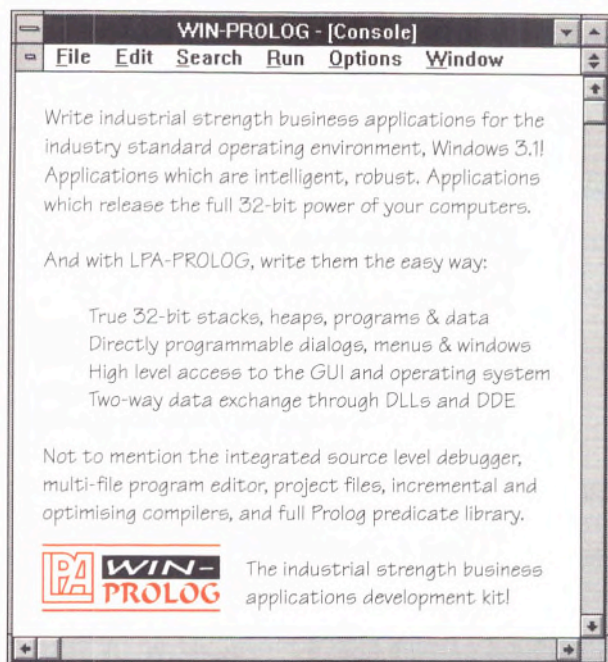 WIN-PROLOG - [Console]
File Edit Search Run Options Window
Write industrial strength business applications for the
industry standard operating environment, Windows 3.1!
Applications which are intelligent, robust. Applications
which release the full 32-bit power of your computers.
And with LPA-PROLOG, write them the easy way:
True 32-bit stacks, heaps, programs & data
Directly programmable dialogs, menus & windows
High level access to the GUI and operating system
Two-way data exchange through DLLs and DDE
Not to mention the integrated source level debugger,
multi-file program editor, project files, incremental and
optimising compilers, and full Prolog predicate library.
LPA WIN-
PROLOG
The industrial strength business
applications development kit!